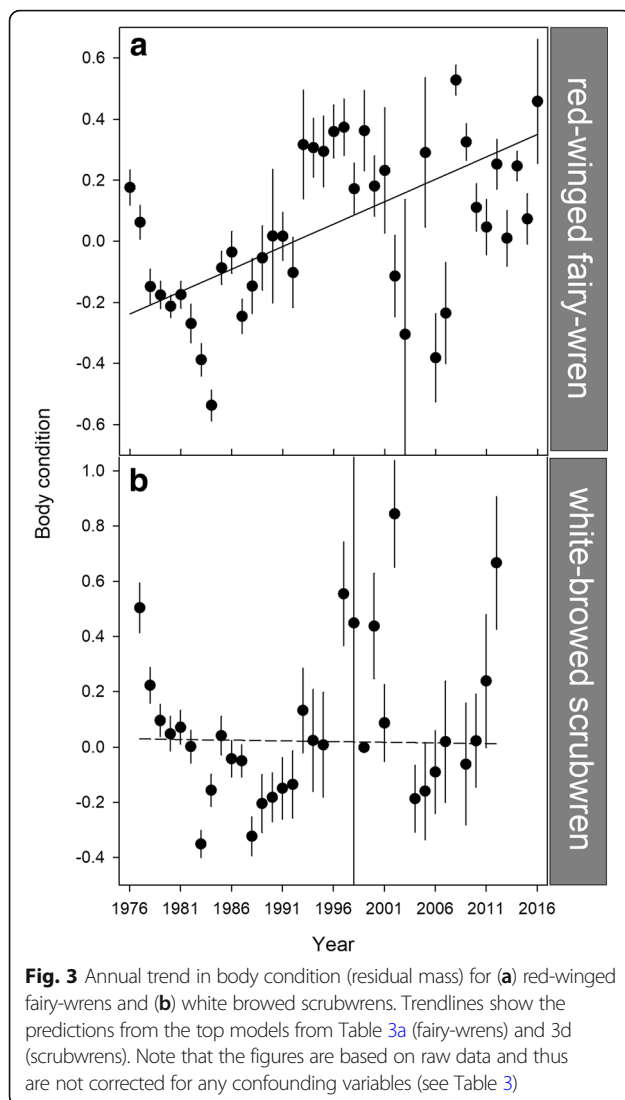 a
0.6
0.4
0.2
0.0
-0.2
-0.4
-0.6
red-winged fairy-wren
b
1.0
0.8
0.6
0.4
0.2
0.0
-0.2
-0.4
white-browed scrubwren
Body condition
1976 1981 1986 1991 1996 2001 2006 2011 2016
Year
Fig. 3 Annual trend in body condition (residual mass) for (a) red-winged
fairy-wrens and (b) white browed scrubwrens. Trendlines show the
predictions from the top models from Table 3a (fairy-wrens) and 3d
(scrubwrens). Note that the figures are based on raw data and thus
are not corrected for any confounding variables (see Table 3)